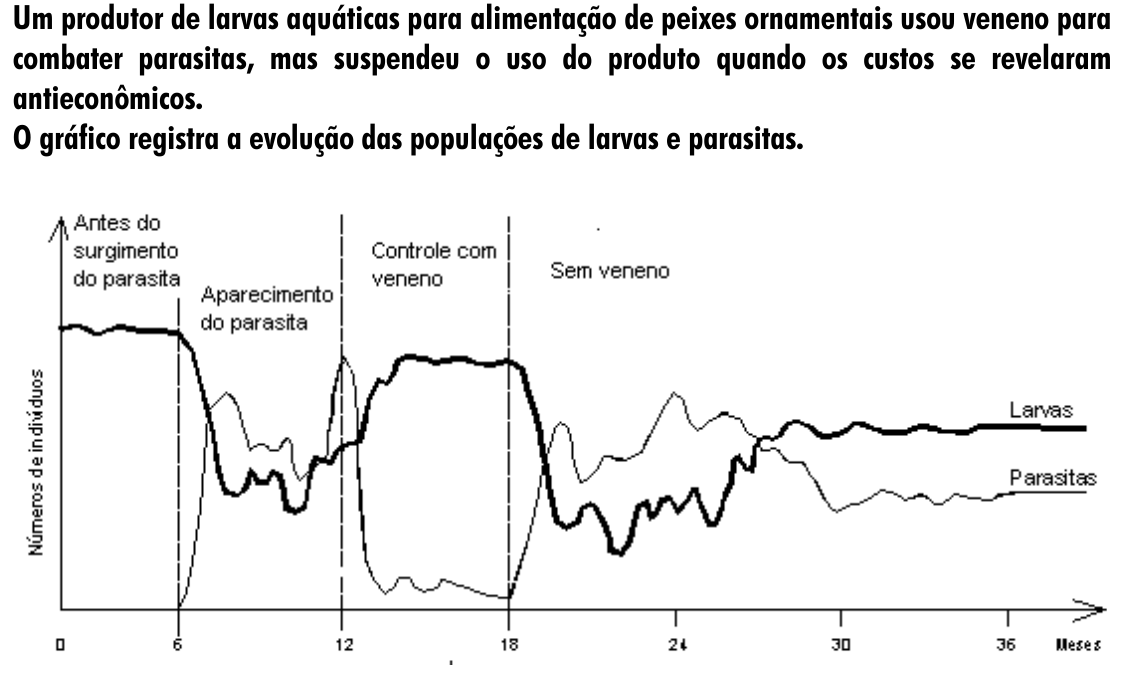 Um produtor de larvas aquáticas para alimentação de peixes ornamentais usou veneno para
combater parasitas, mas suspendeu o uso do produto quando os custos se revelaram
antieconômicos.
O gráfico registra a evolução das populações de larvas e parasitas.
Antes do
surgimento
do parasita
Aparecimento
do parasita
Controle com
veneno
Sem veneno
Números de indivíduos
Larvas
Parasitas
0 6 12 18 24 30 36 Meses